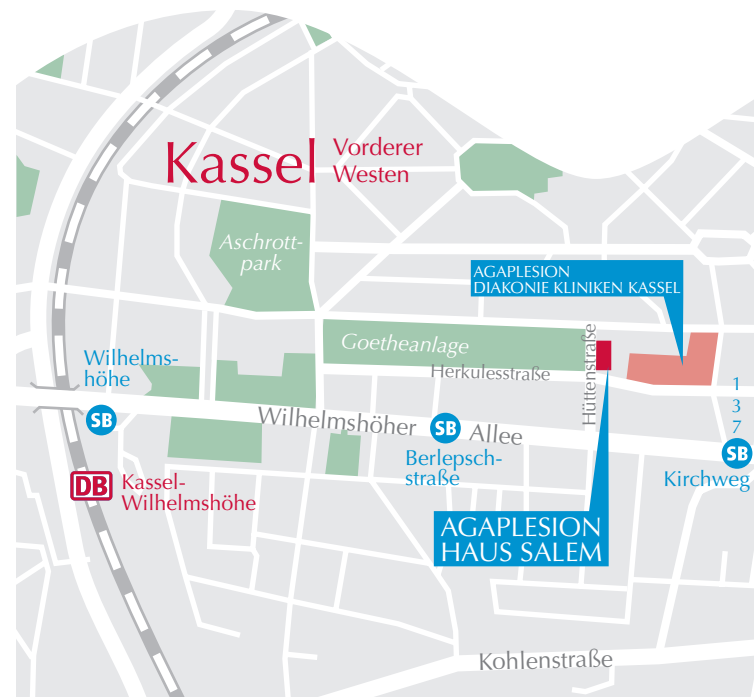 Kassel
Vorderer
Westen
Aschrott-
park
AGAPLESION
DIAKONIE KLINIKEN KASSEL
Goetheanlage
Hüttenstraße
Wilhelms-
höhe
Herkulesstraße
1
3
7
SB
Wilhelmshöher
SB
Allee
SB
Berlepsch-
straße
Kirchweg
DB
Kassel-
Wilhelmshöhe
AGAPLESION
HAUS SALEM
Kohlenstraße